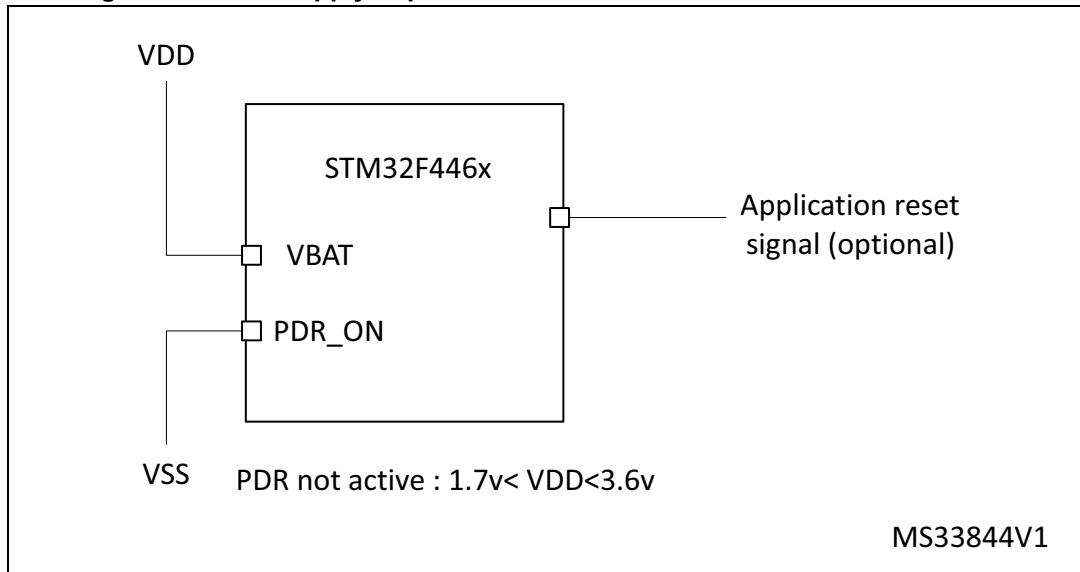 VDD
STM32F446x
Application reset
signal (optional)
VBAT
PDR_ON
VSS
PDR not active : 1.7v< VDD<3.6v
MS33844V1